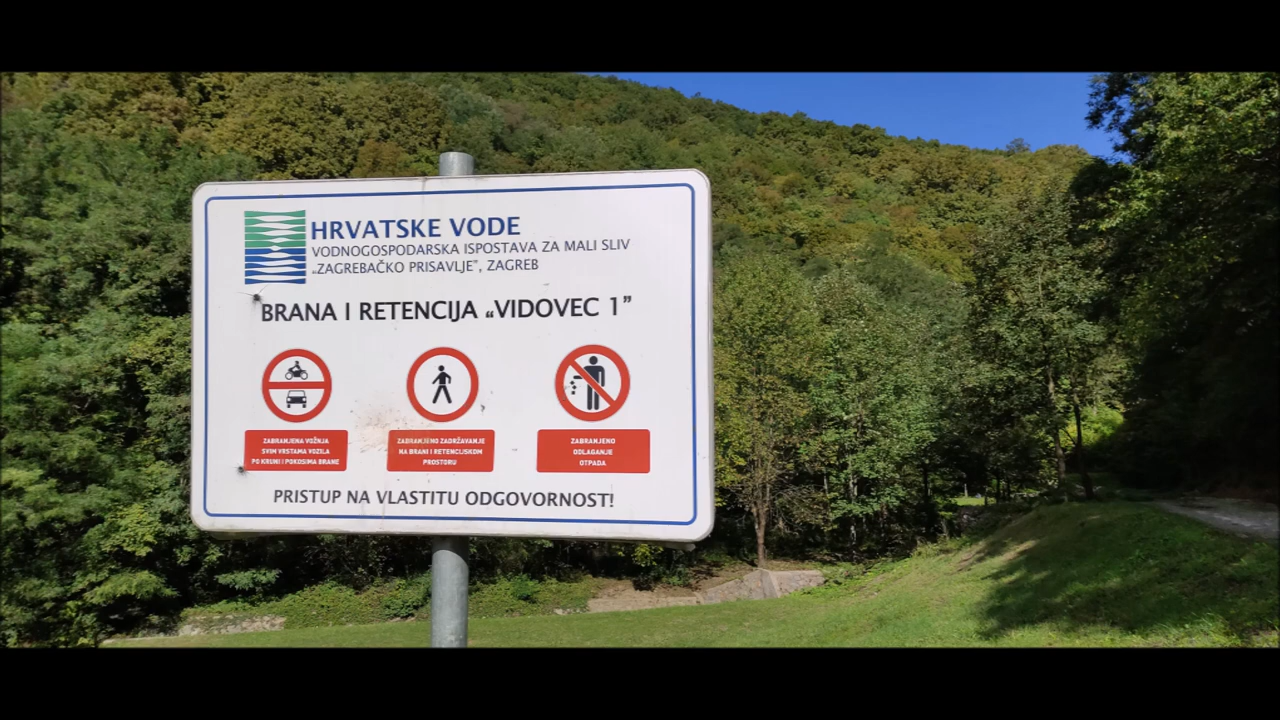 HRVATSKE VODE
VODNOGOSPODARSKA ISPOSTAVA ZA MALI SLIV
„ZAGREBAČKO PRISAVLJE”, ZAGREB
BRANA I RETENCIJA „VIDOVEC 1”
ZABRANJENA VOŽNJA
SVIM VRSTAMA VOZILA
PO KRUNI I POKOSIMA BRANE
ZABRANJENO ZADRŽAVANJE
NA BRANI I RETENCIJSKOM
PROSTORU
ZABRANJENO
ODLAGANJE
OTPADA
PRISTUP NA VLASTITU ODGOVORNOST!